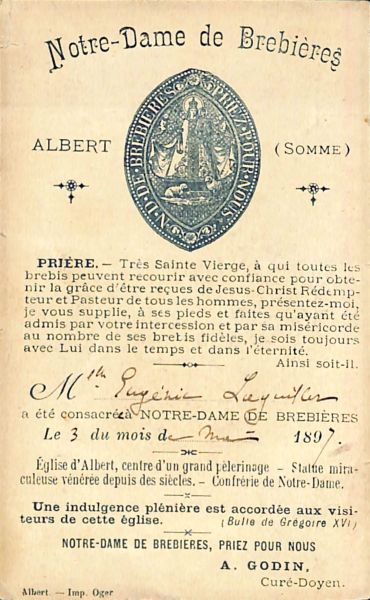 Notre-Dame de Brebières
N. D. DE BREBIÈRES PRIEZ POUR NOUS
ALBERT (SOMME)
PRIÈRE. — Très Sainte Vierge, à qui toutes les
brebis peuvent recourir avec confiance pour obte-
nir la grâce d'être reçues de Jesus-Christ Rédemp-
teur et Pasteur de tous les hommes, présentez-moi,
je vous supplie, à ses pieds et faites qu'ayant été
admis par votre intercession et par sa miséricorde
au nombre de ses brebis fidèles, je sois toujours
avec Lui dans le temps et dans l'éternité.
Ainsi soit-il.
Eugénie
a été consacré à NOTRE-DAME DE BREBIÈRES
Le 3 du mois de Mai 1897.
Église d'Albert, centre d'un grand pèlerinage - Statue mira-
culeuse vénérée depuis des siècles. - Confrérie de Notre-Dame.
Une indulgence plénière est accordée aux visi-
teurs de cette église. (Bulle de Grégoire XVI)
NOTRE-DAME DE BREBIERES, PRIEZ POUR NOUS
A. GODIN,
Curé-Doyen.
Albert. — Imp. Oger